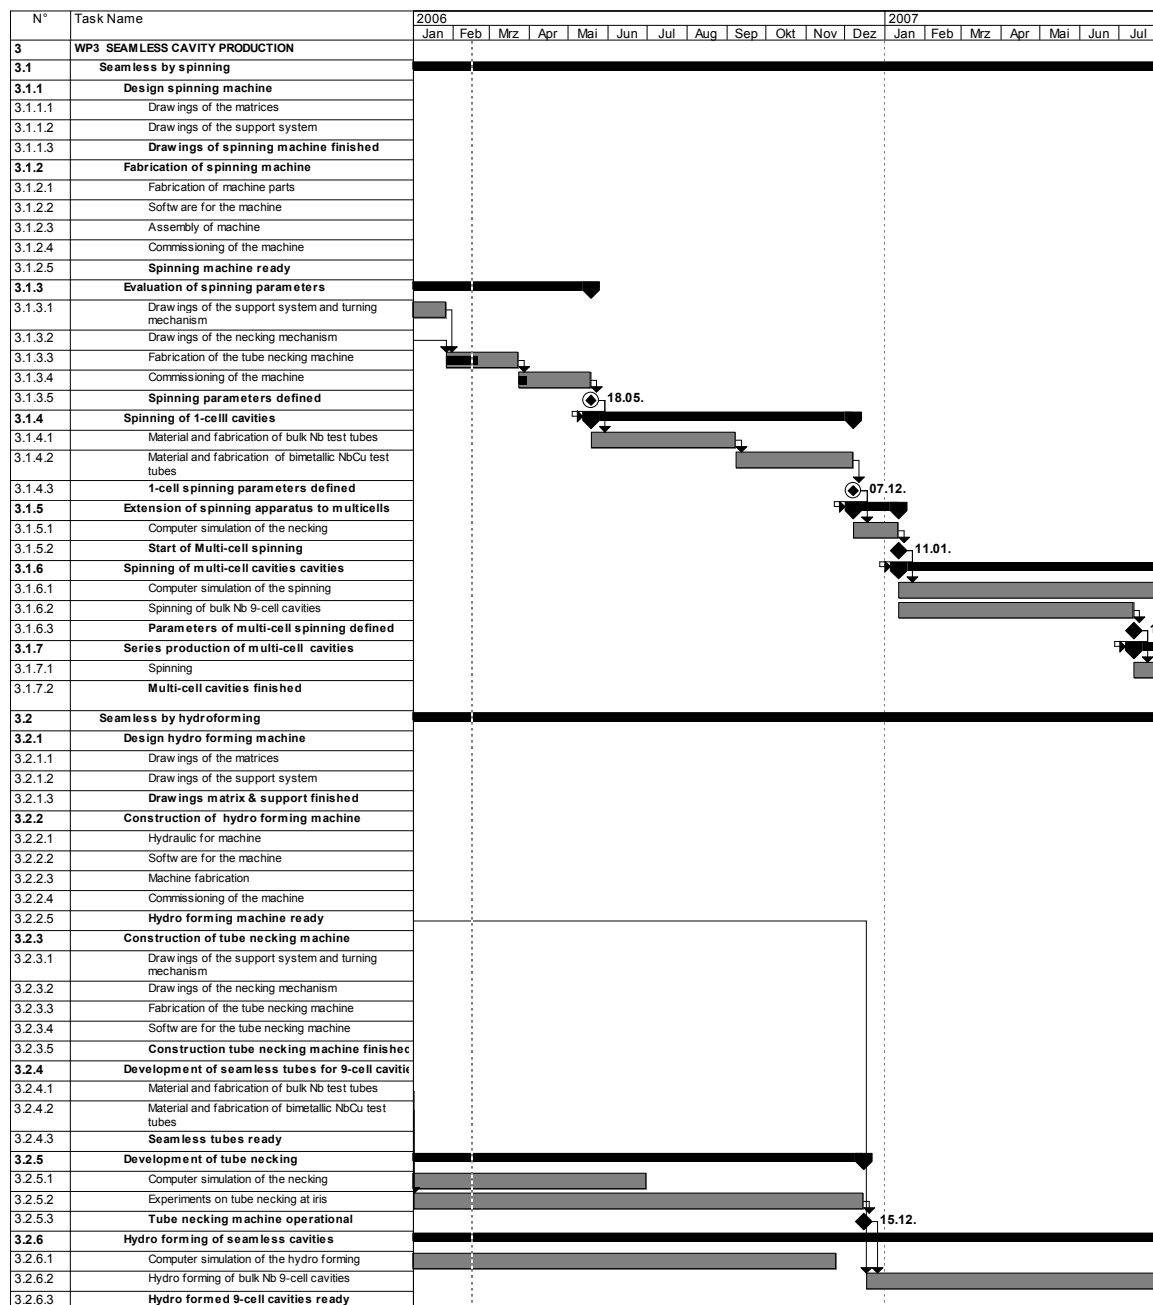 N° Task Name 2006 2007
Jan Feb Mrz Apr Mai Jun Jul Aug Sep Okt Nov Dez Jan Feb Mrz Apr Mai Jun Jul
3 WP3 SEAMLESS CAVITY PRODUCTION
3.1 Seamless by spinning
3.1.1 Design spinning machine
3.1.1.1 Drawings of the matrices
3.1.1.2 Drawings of the support system
3.1.1.3 Drawings of spinning machine finished
3.1.2 Fabrication of spinning machine
3.1.2.1 Fabrication of machine parts
3.1.2.2 Software for the machine
3.1.2.3 Assembly of machine
3.1.2.4 Commissioning of the machine
3.1.2.5 Spinning machine ready
3.1.3 Evaluation of spinning parameters
3.1.3.1 Drawings of the support system and turning
mechanism
3.1.3.2 Drawings of the necking mechanism
3.1.3.3 Fabrication of the tube necking machine
3.1.3.4 Commissioning of the machine
3.1.3.5 Spinning parameters defined 18.05.
3.1.4 Spinning of 1-celll cavities
3.1.4.1 Material and fabrication of bulk Nb test tubes
3.1.4.2 Material and fabrication of bimetallic NbCu test
tubes
3.1.4.3 1-cell spinning parameters defined 07.12.
3.1.5 Extension of spinning apparatus to multicells
3.1.5.1 Computer simulation of the necking
3.1.5.2 Start of Multi-cell spinning 11.01.
3.1.6 Spinning of multi-cell cavities cavities
3.1.6.1 Computer simulation of the spinning
3.1.6.2 Spinning of bulk Nb 9-cell cavities
3.1.6.3 Parameters of multi-cell spinning defined
3.1.7 Series production of multi-cell cavities
3.1.7.1 Spinning
3.1.7.2 Multi-cell cavities finished
3.2 Seamless by hydroforming
3.2.1 Design hydro forming machine
3.2.1.1 Drawings of the matrices
3.2.1.2 Drawings of the support system
3.2.1.3 Drawings matrix & support finished
3.2.2 Construction of hydro forming machine
3.2.2.1 Hydraulic for machine
3.2.2.2 Software for the machine
3.2.2.3 Machine fabrication
3.2.2.4 Commissioning of the machine
3.2.2.5 Hydro forming machine ready
3.2.3 Construction of tube necking machine
3.2.3.1 Drawings of the support system and turning
mechanism
3.2.3.2 Drawings of the necking mechanism
3.2.3.3 Fabrication of the tube necking machine
3.2.3.4 Software for the tube necking machine
3.2.3.5 Construction tube necking machine finished
3.2.4 Development of seamless tubes for 9-cell cavitie
3.2.4.1 Material and fabrication of bulk Nb test tubes
3.2.4.2 Material and fabrication of bimetallic NbCu test
tubes
3.2.4.3 Seamless tubes ready
3.2.5 Development of tube necking
3.2.5.1 Computer simulation of the necking
3.2.5.2 Experiments on tube necking at iris
3.2.5.3 Tube necking machine operational 15.12.
3.2.6 Hydro forming of seamless cavities
3.2.6.1 Computer simulation of the hydro forming
3.2.6.2 Hydro forming of bulk Nb 9-cell cavities
3.2.6.3 Hydro formed 9-cell cavities ready